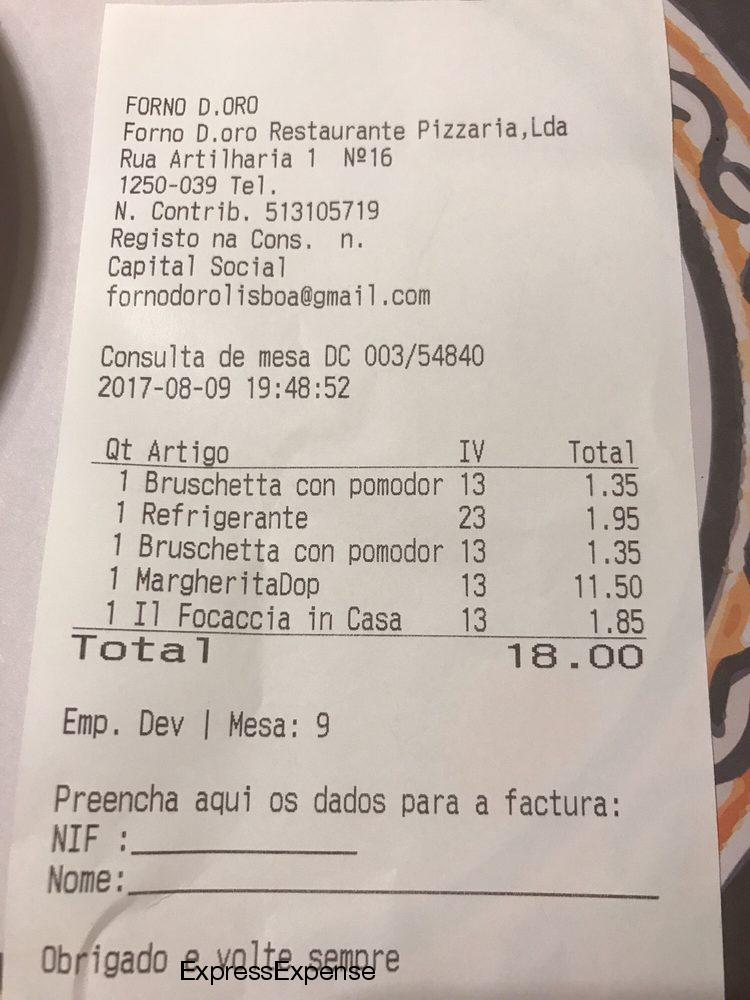 FORNO D.ORO
Forno D.oro Restaurante Pizzaria,Lda
Rua Artilharia 1 Nº16
1250-039 Tel.
N. Contrib. 513105719
Registo na Cons. n.
Capital Social
fornodorolisboa@gmail.com
Consulta de mesa DC 003/54840
2017-08-09 19:48:52
Qt Artigo IV Total
1 Bruschetta con pomodor 13 1.35
1 Refrigerante 23 1.95
1 Bruschetta con pomodor 13 1.35
1 MargheritaDop 13 11.50
1 Il Focaccia in Casa 13 1.85
Total 18.00
Emp. Dev | Mesa: 9
Preencha aqui os dados para a factura:
NIF :____________
Nome:____________________________
Obrigado e volte sempre
ExpressExpense